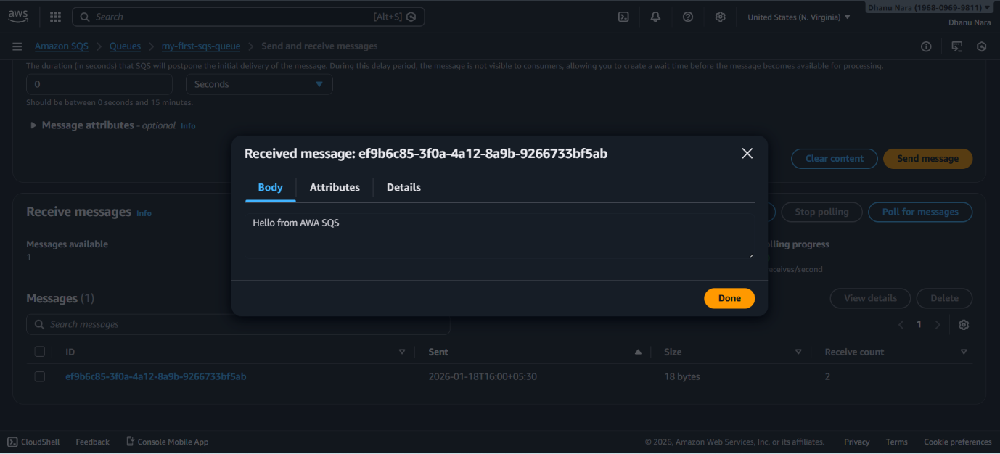 aws
Search [Alt+S]
United States (N. Virginia)
Dhanu Nara (1968-0969-9811)
Dhanu Nara
Amazon SQS
Queues
my-first-sqs-queue
Send and receive messages
The duration (in seconds) that SQS will postpone the initial delivery of the message. During this delay period, the message is not visible to consumers, allowing you to create a wait time before the message becomes available for processing.
0
Seconds
Should be between 0 seconds and 15 minutes.
Message attributes - optional Info
Clear content
Send message
Received message: ef9b6c85-3f0a-4a12-8a9b-9266733bf5ab
Body
Attributes
Details
Hello from AWA SQS
Done
Receive messages Info
Stop polling
Poll for messages
Messages available
1
lling progress
eceives/second
Messages (1)
View details
Delete
Search messages
1
ID
Sent
Size
Receive count
ef9b6c85-3f0a-4a12-8a9b-9266733bf5ab
2026-01-18T16:00+05:30
18 bytes
2
CloudShell
Feedback
Console Mobile App
© 2026, Amazon Web Services, Inc. or its affiliates.
Privacy
Terms
Cookie preferences